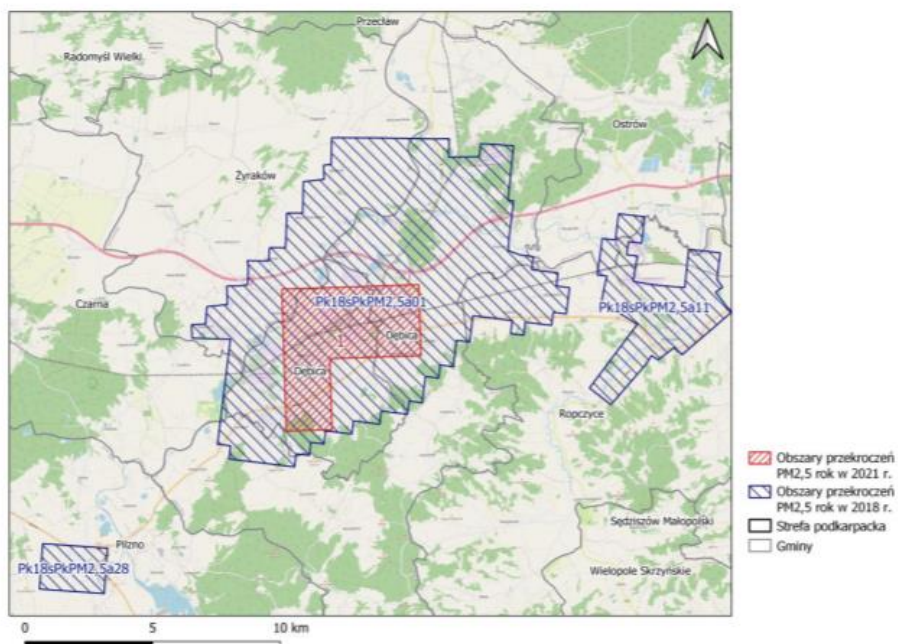 Przecław
Radomyśl Wielki
Ostrów
Żyraków
Czarna
Pk18sPkPM2,5a01
Pk18sPkPM2,5a11
1
Dębica
Dębica
Ropczyce
Obszary przekroczeń
PM2,5 rok w 2021 r.
Obszary przekroczeń
PM2,5 rok w 2018 r.
Strefa podkarpacka
Gminy
Sędziszów Małopolski
Pilzno
Pk18sPkPM2,5a28
Wielopole Skrzyńskie
0 5 10 km